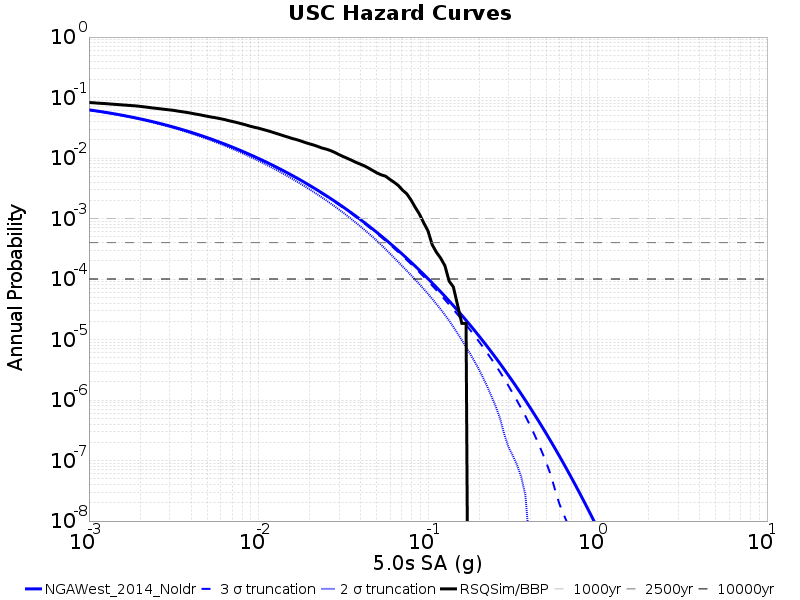 USC Hazard Curves
Annual Probability
10^0
10^-1
10^-2
10^-3
10^-4
10^-5
10^-6
10^-7
10^-8
10^-3 10^-2 10^-1 10^0 10^1
5.0s SA (g)
NGAWest_2014_NoIdr 3 σ truncation 2 σ truncation RSQSim/BBP 1000yr 2500yr 10000yr